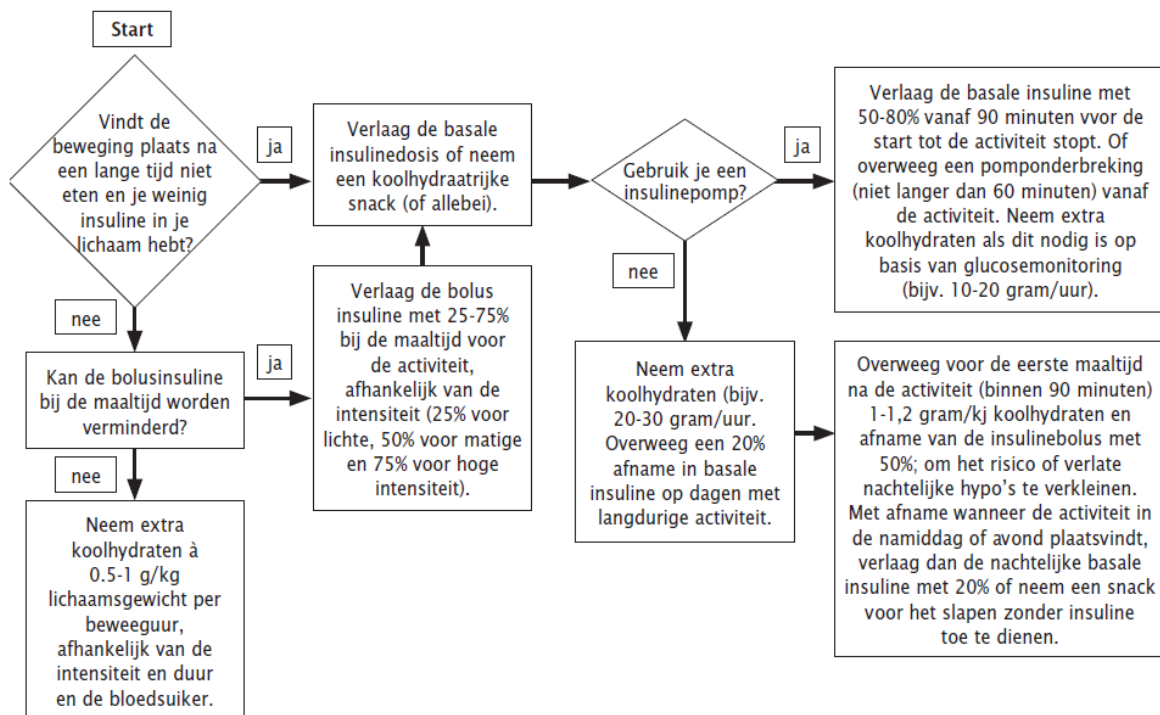 Start
Vindt de
beweging plaats na
een lange tijd niet
eten en je weinig
insuline in je
lichaam hebt?
ja
nee
Verlaag de basale
insulinedosis of neem
een koolhydraatrijke
snack (of allebei).
Gebruik je een
insulinepomp?
ja
nee
Verlaag de basale insuline met
50-80% vanaf 90 minuten vvor de
start tot de activiteit stopt. Of
overweeg een pomponderbreking
(niet langer dan 60 minuten) vanaf
de activiteit. Neem extra
koolhydraten als dit nodig is op
basis van glucosemonitoring
(bijv. 10-20 gram/uur).
Kan de bolusinsuline
bij de maaltijd worden
verminderd?
ja
nee
Verlaag de bolus
insuline met 25-75%
bij de maaltijd voor
de activiteit,
afhankelijk van de
intensiteit (25% voor
lichte, 50% voor matige
en 75% voor hoge
intensiteit).
Neem extra
koolhydraten (bijv.
20-30 gram/uur.
Overweeg een 20%
afname in basale
insuline op dagen met
langdurige activiteit.
Overweeg voor de eerste maaltijd
na de activiteit (binnen 90 minuten)
1-1,2 gram/kj koolhydraten en
afname van de insulinebolus met
50%; om het risico of verlate
nachtelijke hypo's te verkleinen.
Met afname wanneer de activiteit in
de namiddag of avond plaatsvindt,
verlaag dan de nachtelijke basale
insuline met 20% of neem een snack
voor het slapen zonder insuline
toe te dienen.
Neem extra
koolhydraten à
0.5-1 g/kg
lichaamsgewicht per
beweeguur,
afhankelijk van de
intensiteit en duur
en de bloedsuiker.